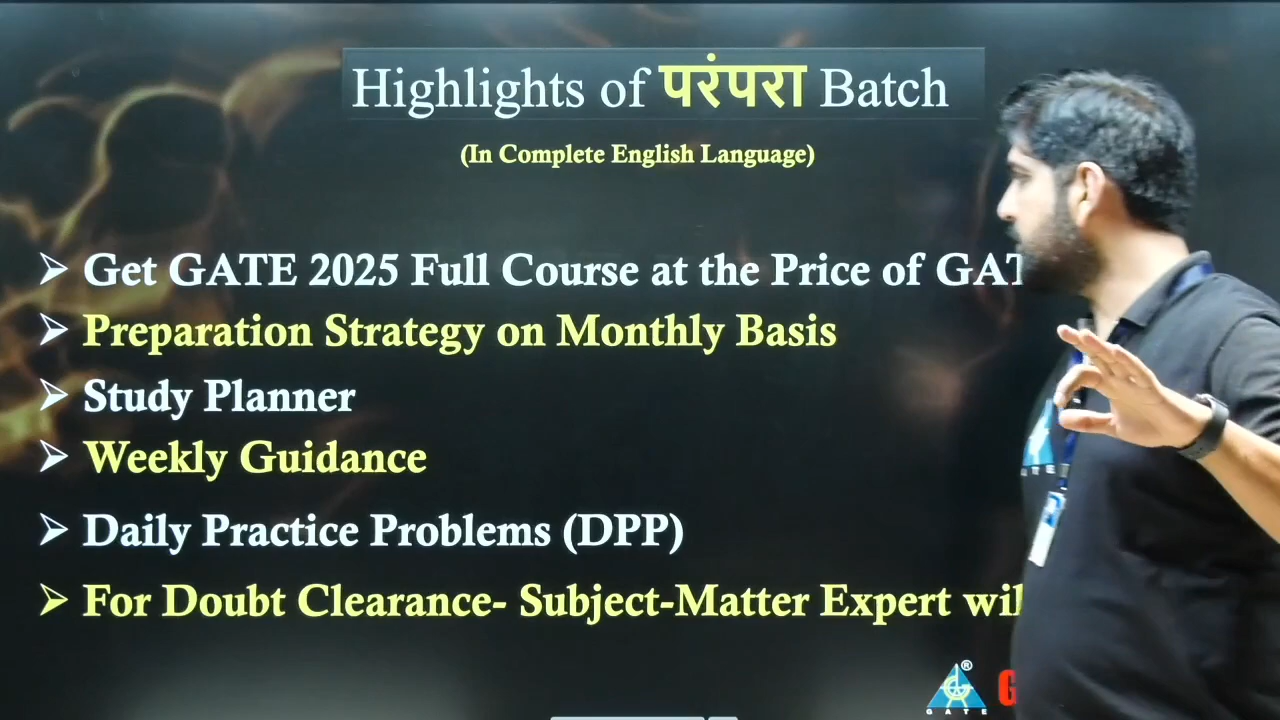 Highlights of परंपरा Batch
(In Complete English Language)
Get GATE 2025 Full Course at the Price of
Preparation Strategy on Monthly Basis
Study Planner
Weekly Guidance
Daily Practice Problems (DPP)
For Doubt Clearance- Subject-Matter Expert
GATE